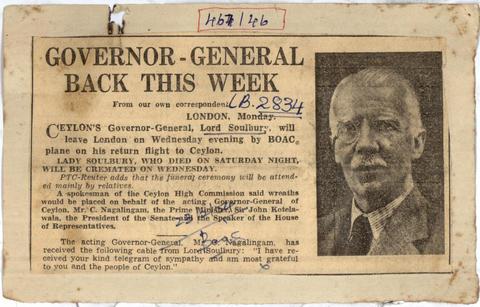 467/46
GOVERNOR-GENERAL
BACK THIS WEEK
From our own correspondent
LB.2834
LONDON, Monday.
CEYLON'S Governor-General, Lord Soulbury, will
leave London on Wednesday evening by BOAC
plane on his return flight to Ceylon.
LADY SOULBURY, WHO DIED ON SATURDAY NIGHT,
WILL BE CREMATED ON WEDNESDAY.
PTC-Reuter adds that the funeral ceremony will be attend-
ed mainly by relatives.
A spokesman of the Ceylon High Commission said wreaths
would be placed on behalf of the acting Governor-General of
Ceylon, Mr. C. Nagalingam, the Prime Minister Sir John Kotela-
wala, the President of the Senate and the Speaker of the House
of Representatives.
The acting Governor-General, Mr. Nagalingam, has
received the following cable from Lord Soulbury: "I have re-
ceived your kind telegram of sympathy and am most grateful
to you and the people of Ceylon."